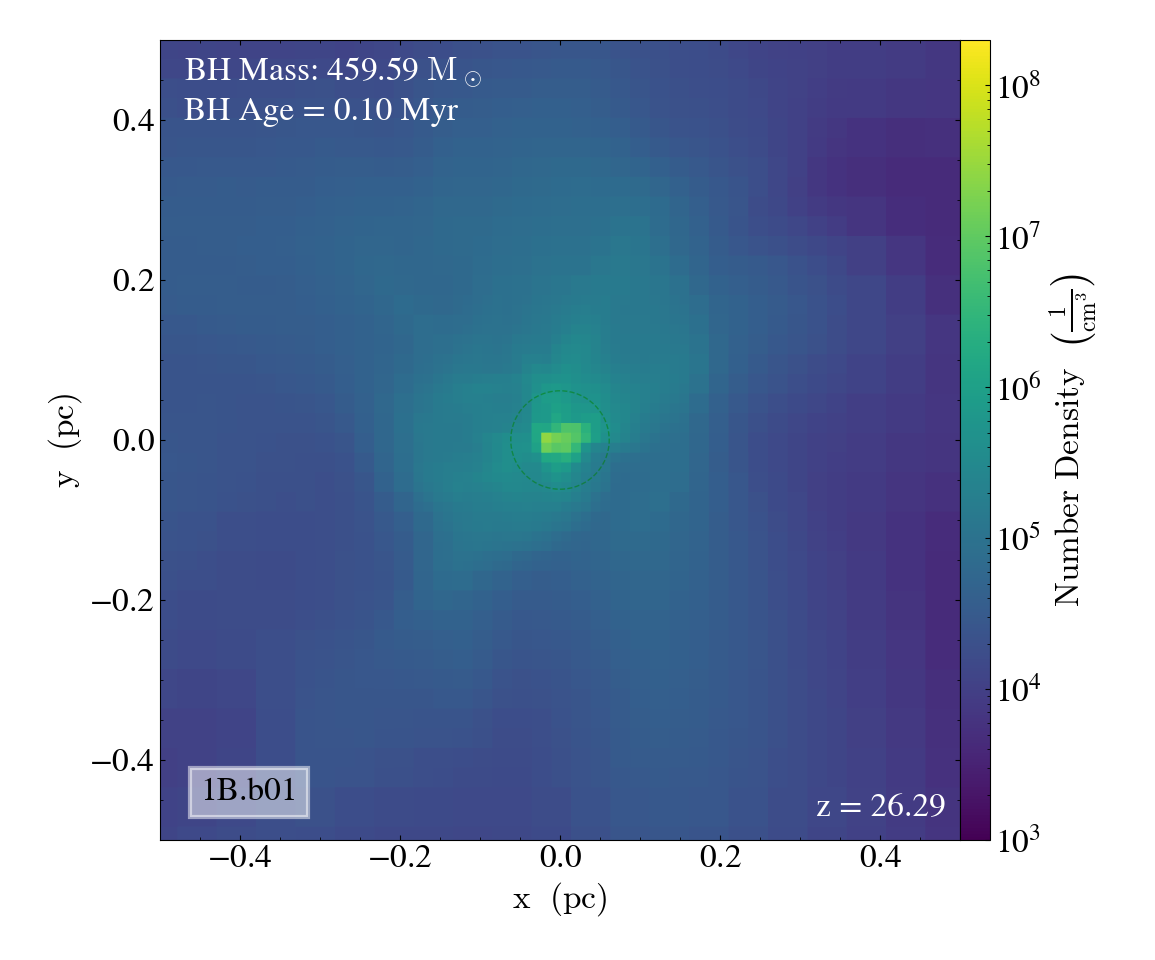 BH Mass: 459.59 M⊙
BH Age = 0.10 Myr
0.4
0.2
0.0
−0.2
−0.4
y (pc)
1B.b01
z = 26.29
−0.4
−0.2
0.0
0.2
0.4
x (pc)
10⁸
10⁷
10⁶
10⁵
10⁴
10³
Number Density (1/cm³)